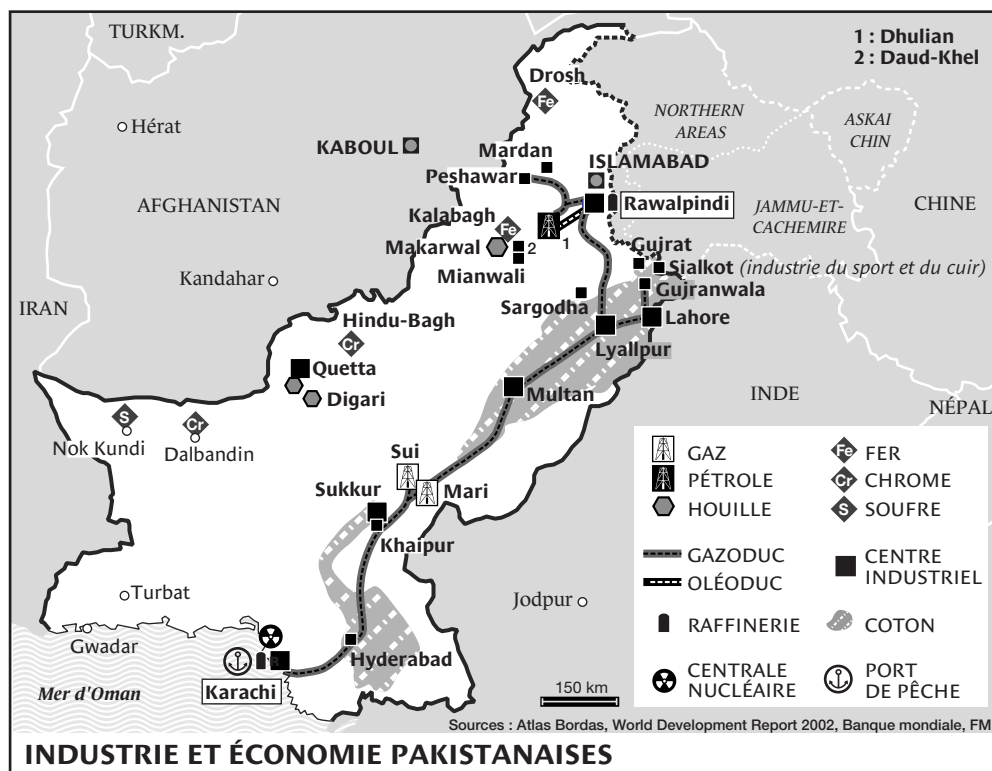 TURKM.
1 : Dhulian
2 : Daud-Khel
Drosh
Fe
Hérat
NORTHERN
AREAS
ASKAI
CHIN
KABOUL
Mardan
ISLAMABAD
Peshawar
Rawalpindi
AFGHANISTAN
JAMMU-ET-
CACHEMIRE
CHINE
Kalabagh
Fe
1
Makarwal
2
Mianwali
Gujrat
Sjalkot (industrie du sport et du cuir)
Kandahar
Gujranwala
Sargodha
IRAN
Lahore
Hindu-Bagh
Cr
Lyallpur
Quetta
Digari
Multan
INDE
NÉPAL
S
Cr
Nok Kundi
Dalbandin
Sui
Mari
Sukkur
Khaipur
GAZ
PÉTROLE
HOUILLE
Fe
FER
Cr
CHROME
S
SOUFRE
GAZODUC
OLÉODUC
CENTRE
INDUSTRIEL
RAFFINERIE
COTON
CENTRALE
NUCLÉAIRE
PORT
DE PÊCHE
Turbat
Jodpur
Gwadar
R
Hyderabad
Karachi
Mer d'Oman
150 km
Sources : Atlas Bordas, World Development Report 2002, Banque mondiale, FM
INDUSTRIE ET ÉCONOMIE PAKISTANAISES